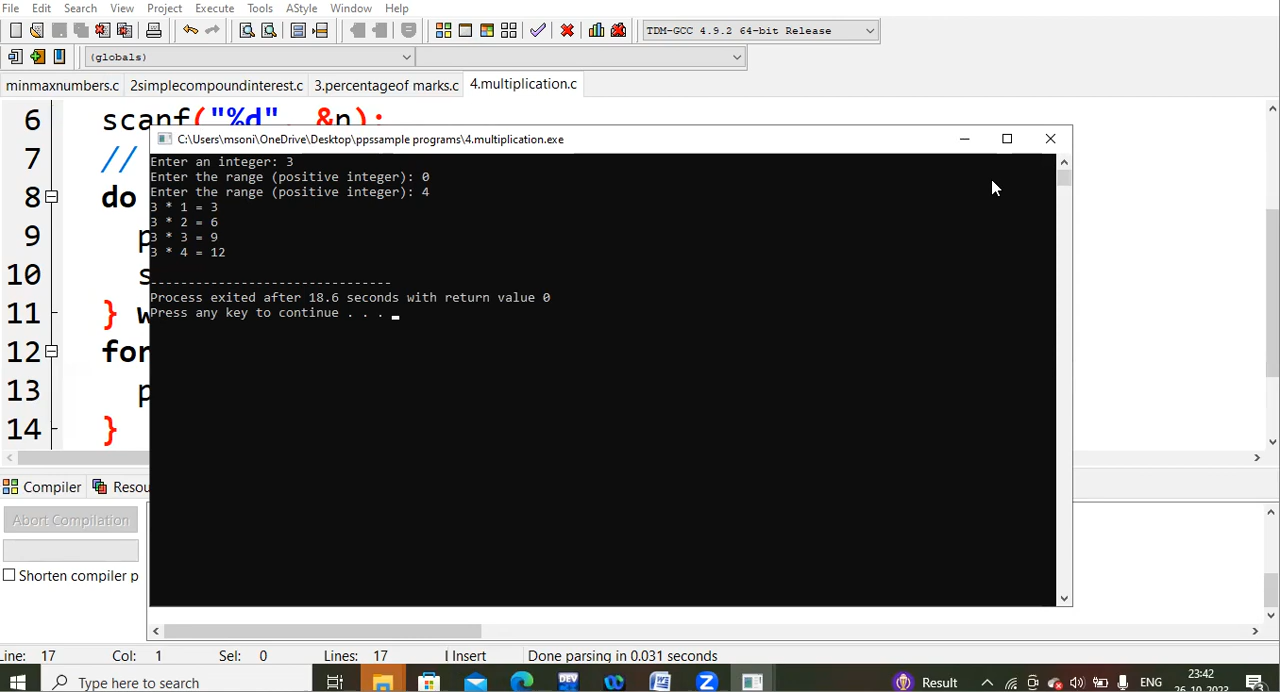 File Edit Search View Project Execute Tools AStyle Window Help
TDM-GCC 4.9.2 64-bit Release
(globals)
minmaxnumbers.c 2simplecompoundinterest.c 3.percentageof marks.c 4.multiplication.c
6 scanf("%d", &n);
C:\Users\msoni\OneDrive\Desktop\ppssample programs\4.multiplication.exe
7 //
8 do
9 p
10 s
11 } w
12 for
13 p
14 }
Enter an integer: 3
Enter the range (positive integer): 0
Enter the range (positive integer): 4
3 * 1 = 3
3 * 2 = 6
3 * 3 = 9
3 * 4 = 12
--------------------------------
Process exited after 18.6 seconds with return value 0
Press any key to continue . . .
Compiler Resou
Abort Compilation
Shorten compiler p
Line: 17 Col: 1 Sel: 0 Lines: 17 Insert Done parsing in 0.031 seconds
Type here to search
DEV
Result
ENG
23:42
26-10-2023